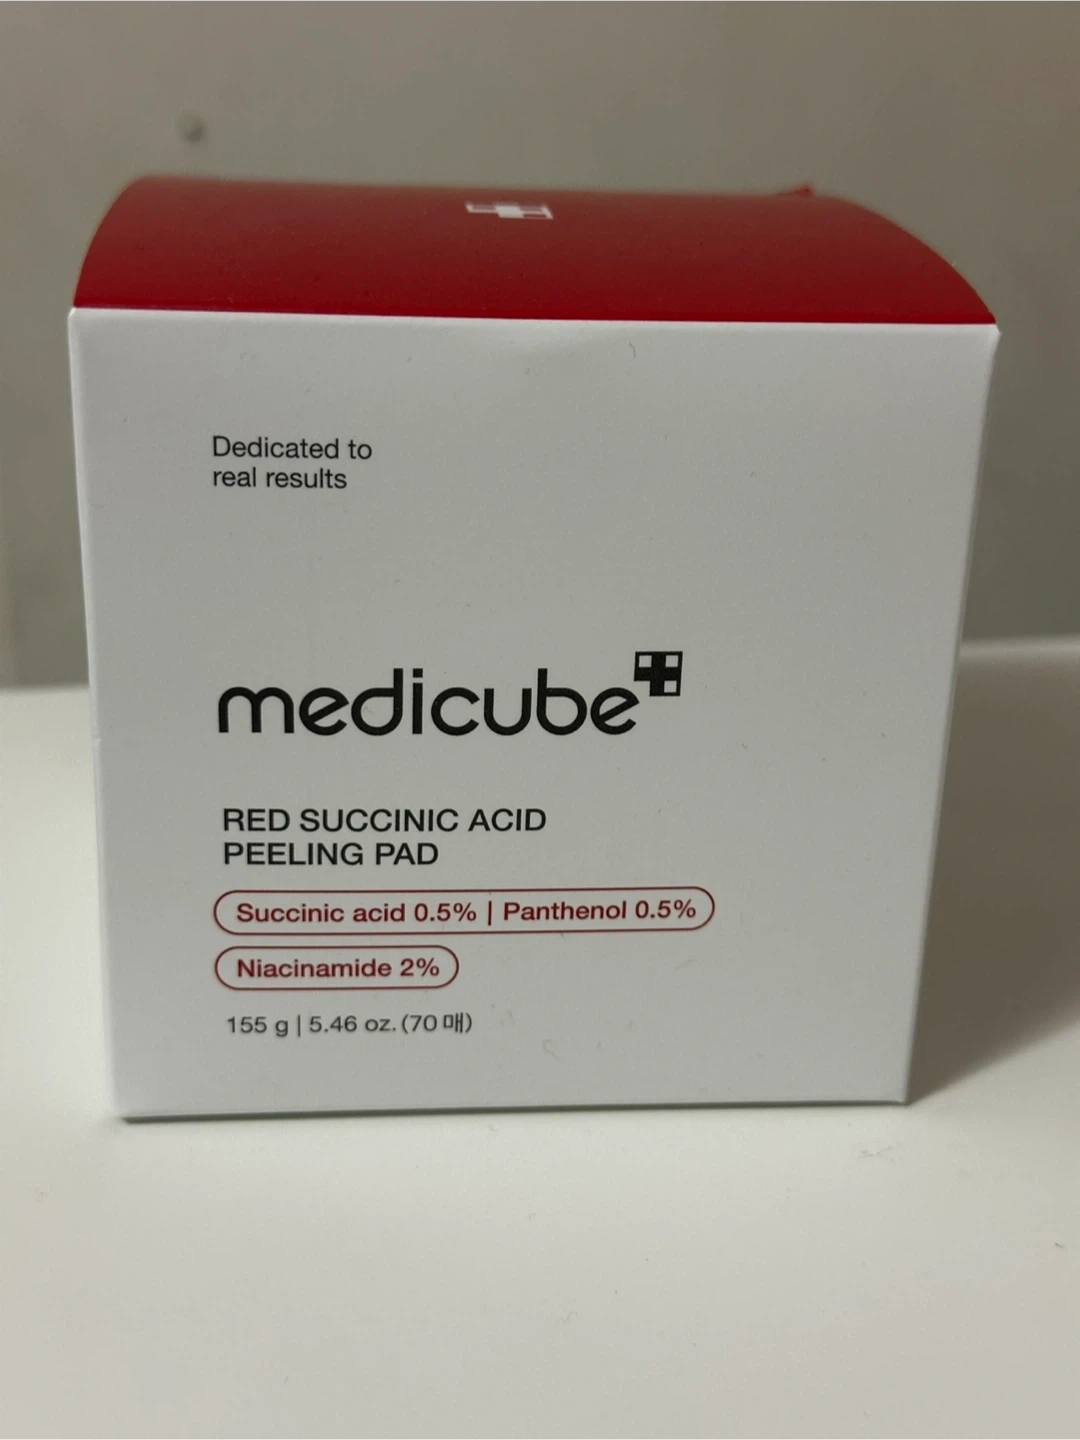 Dedicated to
real results
medicube
RED SUCCINIC ACID
PEELING PAD
Succinic acid 0.5% | Panthenol 0.5%
Niacinamide 2%
155 g | 5.46 oz. (70 매)